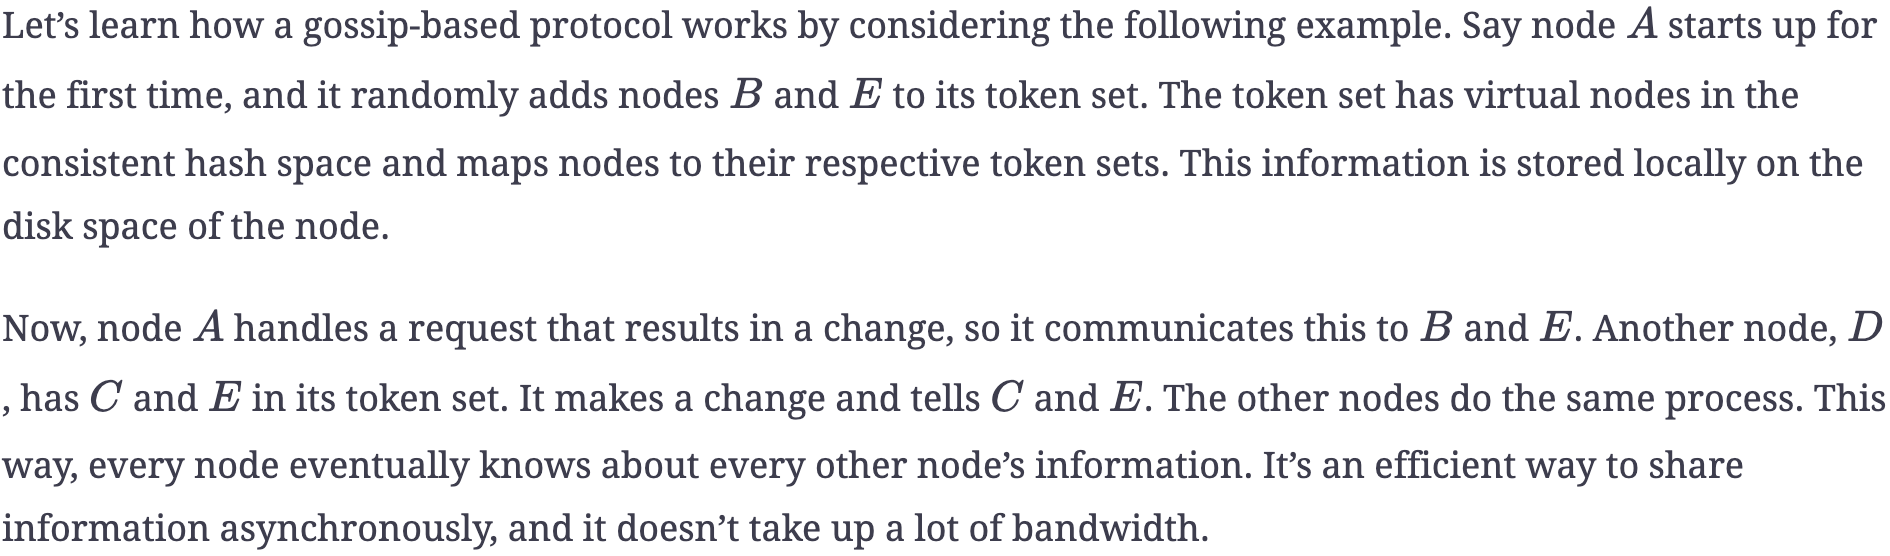 Let’s learn how a gossip-based protocol works by considering the following example. Say node A starts up for
the first time, and it randomly adds nodes B and E to its token set. The token set has virtual nodes in the
consistent hash space and maps nodes to their respective token sets. This information is stored locally on the
disk space of the node.
Now, node A handles a request that results in a change, so it communicates this to B and E. Another node, D
, has C and E in its token set. It makes a change and tells C and E. The other nodes do the same process. This
way, every node eventually knows about every other node’s information. It’s an efficient way to share
information asynchronously, and it doesn’t take up a lot of bandwidth.